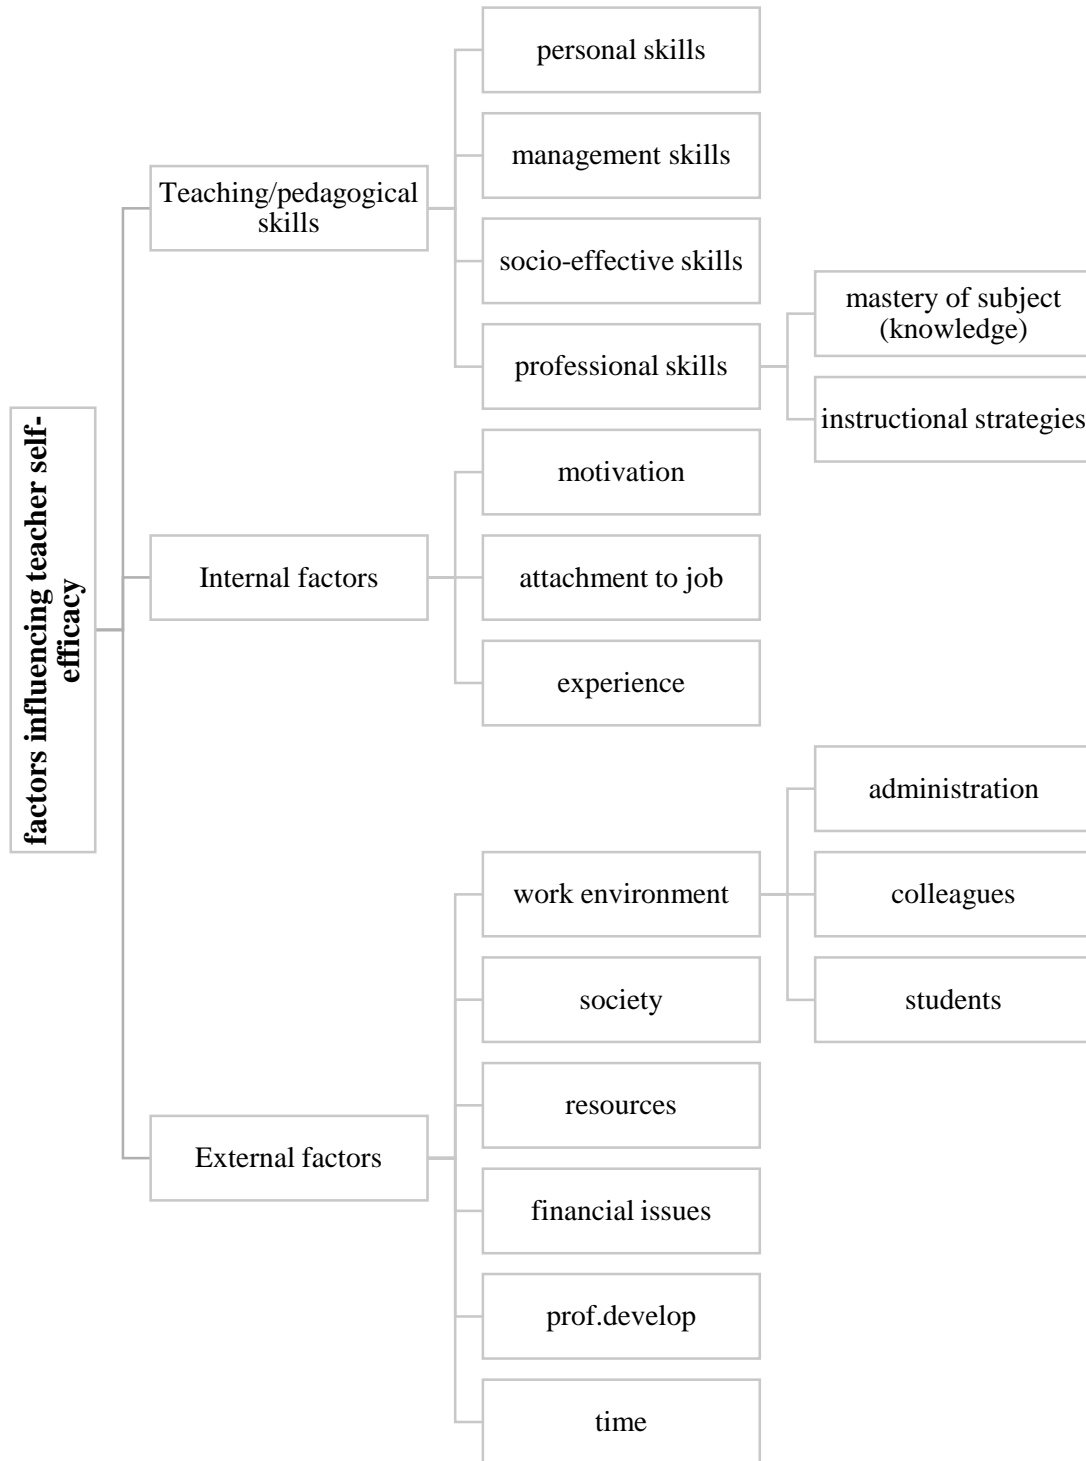 factors influencing teacher self-
efficacy
Teaching/pedagogical
skills
personal skills
management skills
socio-effective skills
professional skills
mastery of subject
(knowledge)
instructional strategies
Internal factors
motivation
attachment to job
experience
External factors
work environment
administration
colleagues
students
society
resources
financial issues
prof.develop
time